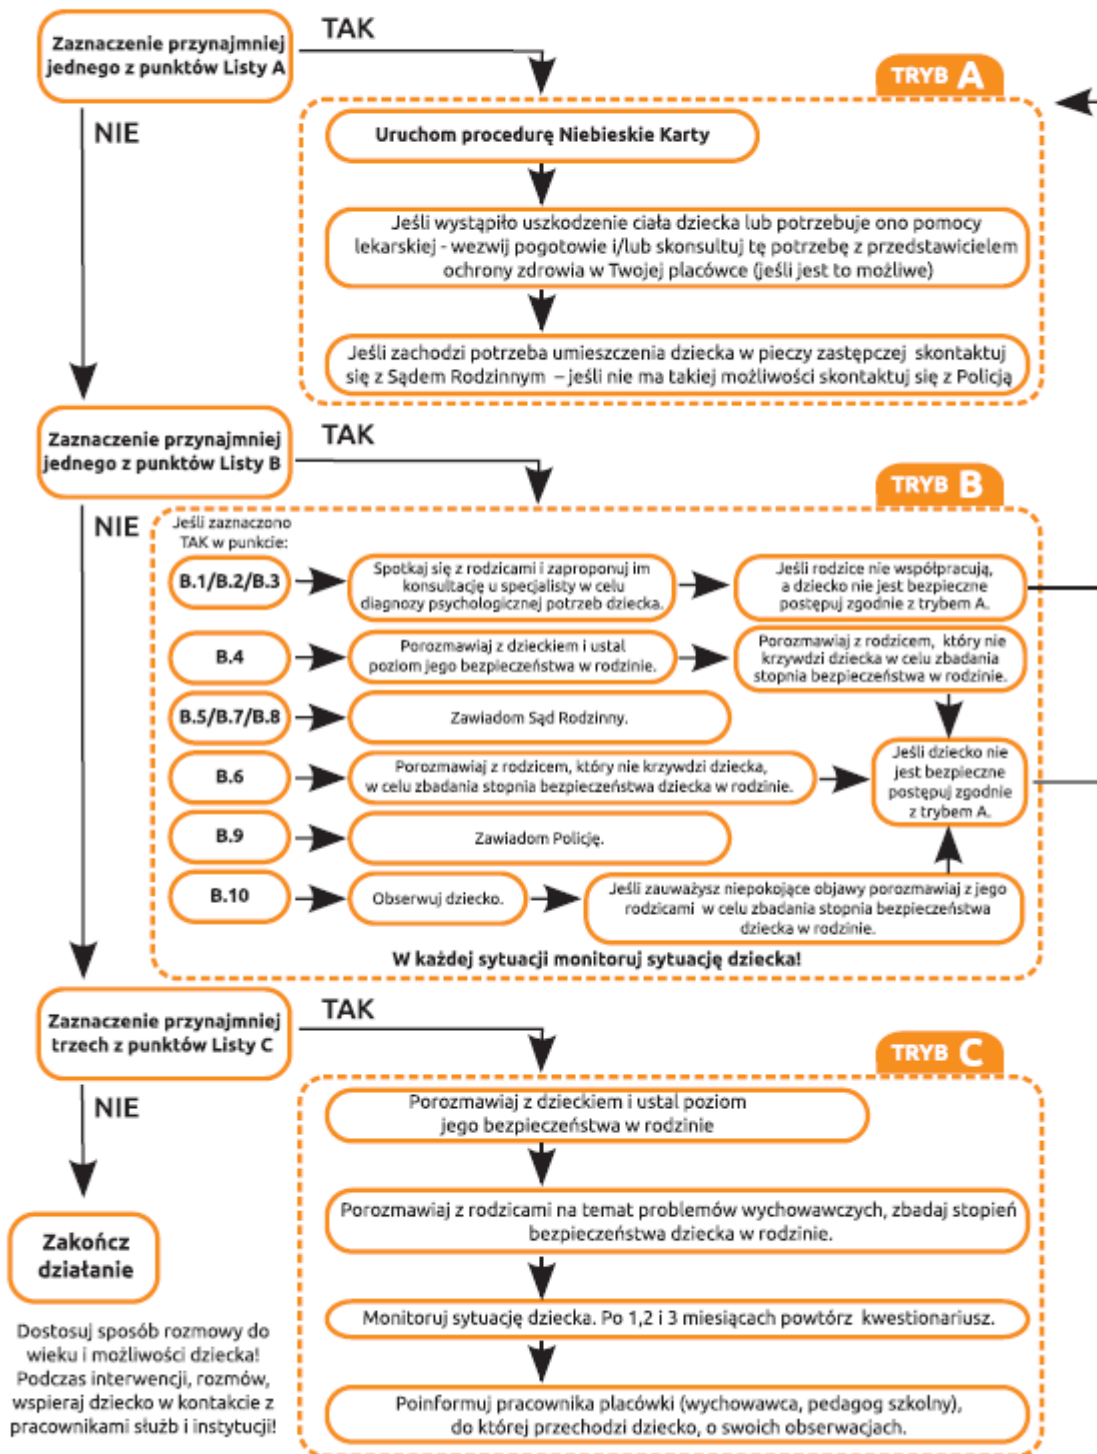 Zaznaczenie przynajmniej
jednego z punktów Listy A
TAK
NIE
TRYB A
Uruchom procedurę Niebieskie Karty
Jeśli wystąpiło uszkodzenie ciała dziecka lub potrzebuje ono pomocy
lekarskiej - wezwij pogotowie i/lub skonsultuj tę potrzebę z przedstawicielem
ochrony zdrowia w Twojej placówce (jeśli jest to możliwe)
Jeśli zachodzi potrzeba umieszczenia dziecka w pieczy zastępczej skontaktuj
się z Sądem Rodzinnym – jeśli nie ma takiej możliwości skontaktuj się z Policją
Zaznaczenie przynajmniej
jednego z punktów Listy B
TAK
NIE
TRYB B
Jeśli zaznaczono
TAK w punkcie:
B.1/B.2/B.3
Spotkaj się z rodzicami i zaproponuj im
konsultację u specjalisty w celu
diagnozy psychologicznej potrzeb dziecka.
Jeśli rodzice nie współpracują,
a dziecko nie jest bezpieczne
postępuj zgodnie z trybem A.
B.4
Porozmawiaj z dzieckiem i ustal
poziom jego bezpieczeństwa w rodzinie.
Porozmawiaj z rodzicem, który nie
krzywdzi dziecka w celu zbadania
stopnia bezpieczeństwa w rodzinie.
B.5/B.7/B.8
Zawiadom Sąd Rodzinny.
B.6
Porozmawiaj z rodzicem, który nie krzywdzi dziecka,
w celu zbadania stopnia bezpieczeństwa dziecka w rodzinie.
Jeśli dziecko nie
jest bezpieczne
postępuj zgodnie
z trybem A.
B.9
Zawiadom Policję.
B.10
Obserwuj dziecko.
Jeśli zauważysz niepokojące objawy porozmawiaj z jego
rodzicami w celu zbadania stopnia bezpieczeństwa
dziecka w rodzinie.
W każdej sytuacji monitoruj sytuację dziecka!
Zaznaczenie przynajmniej
trzech z punktów Listy C
TAK
NIE
TRYB C
Porozmawiaj z dzieckiem i ustal poziom
jego bezpieczeństwa w rodzinie
Porozmawiaj z rodzicami na temat problemów wychowawczych, zbadaj stopień
bezpieczeństwa dziecka w rodzinie.
Monitoruj sytuację dziecka. Po 1,2 i 3 miesiącach powtórz kwestionariusz.
Poinformuj pracownika placówki (wychowawca, pedagog szkolny),
do której przechodzi dziecko, o swoich obserwacjach.
Zakończ
działanie
Dostosuj sposób rozmowy do
wieku i możliwości dziecka!
Podczas interwencji, rozmów,
wspieraj dziecko w kontakcie z
pracownikami służb i instytucji!